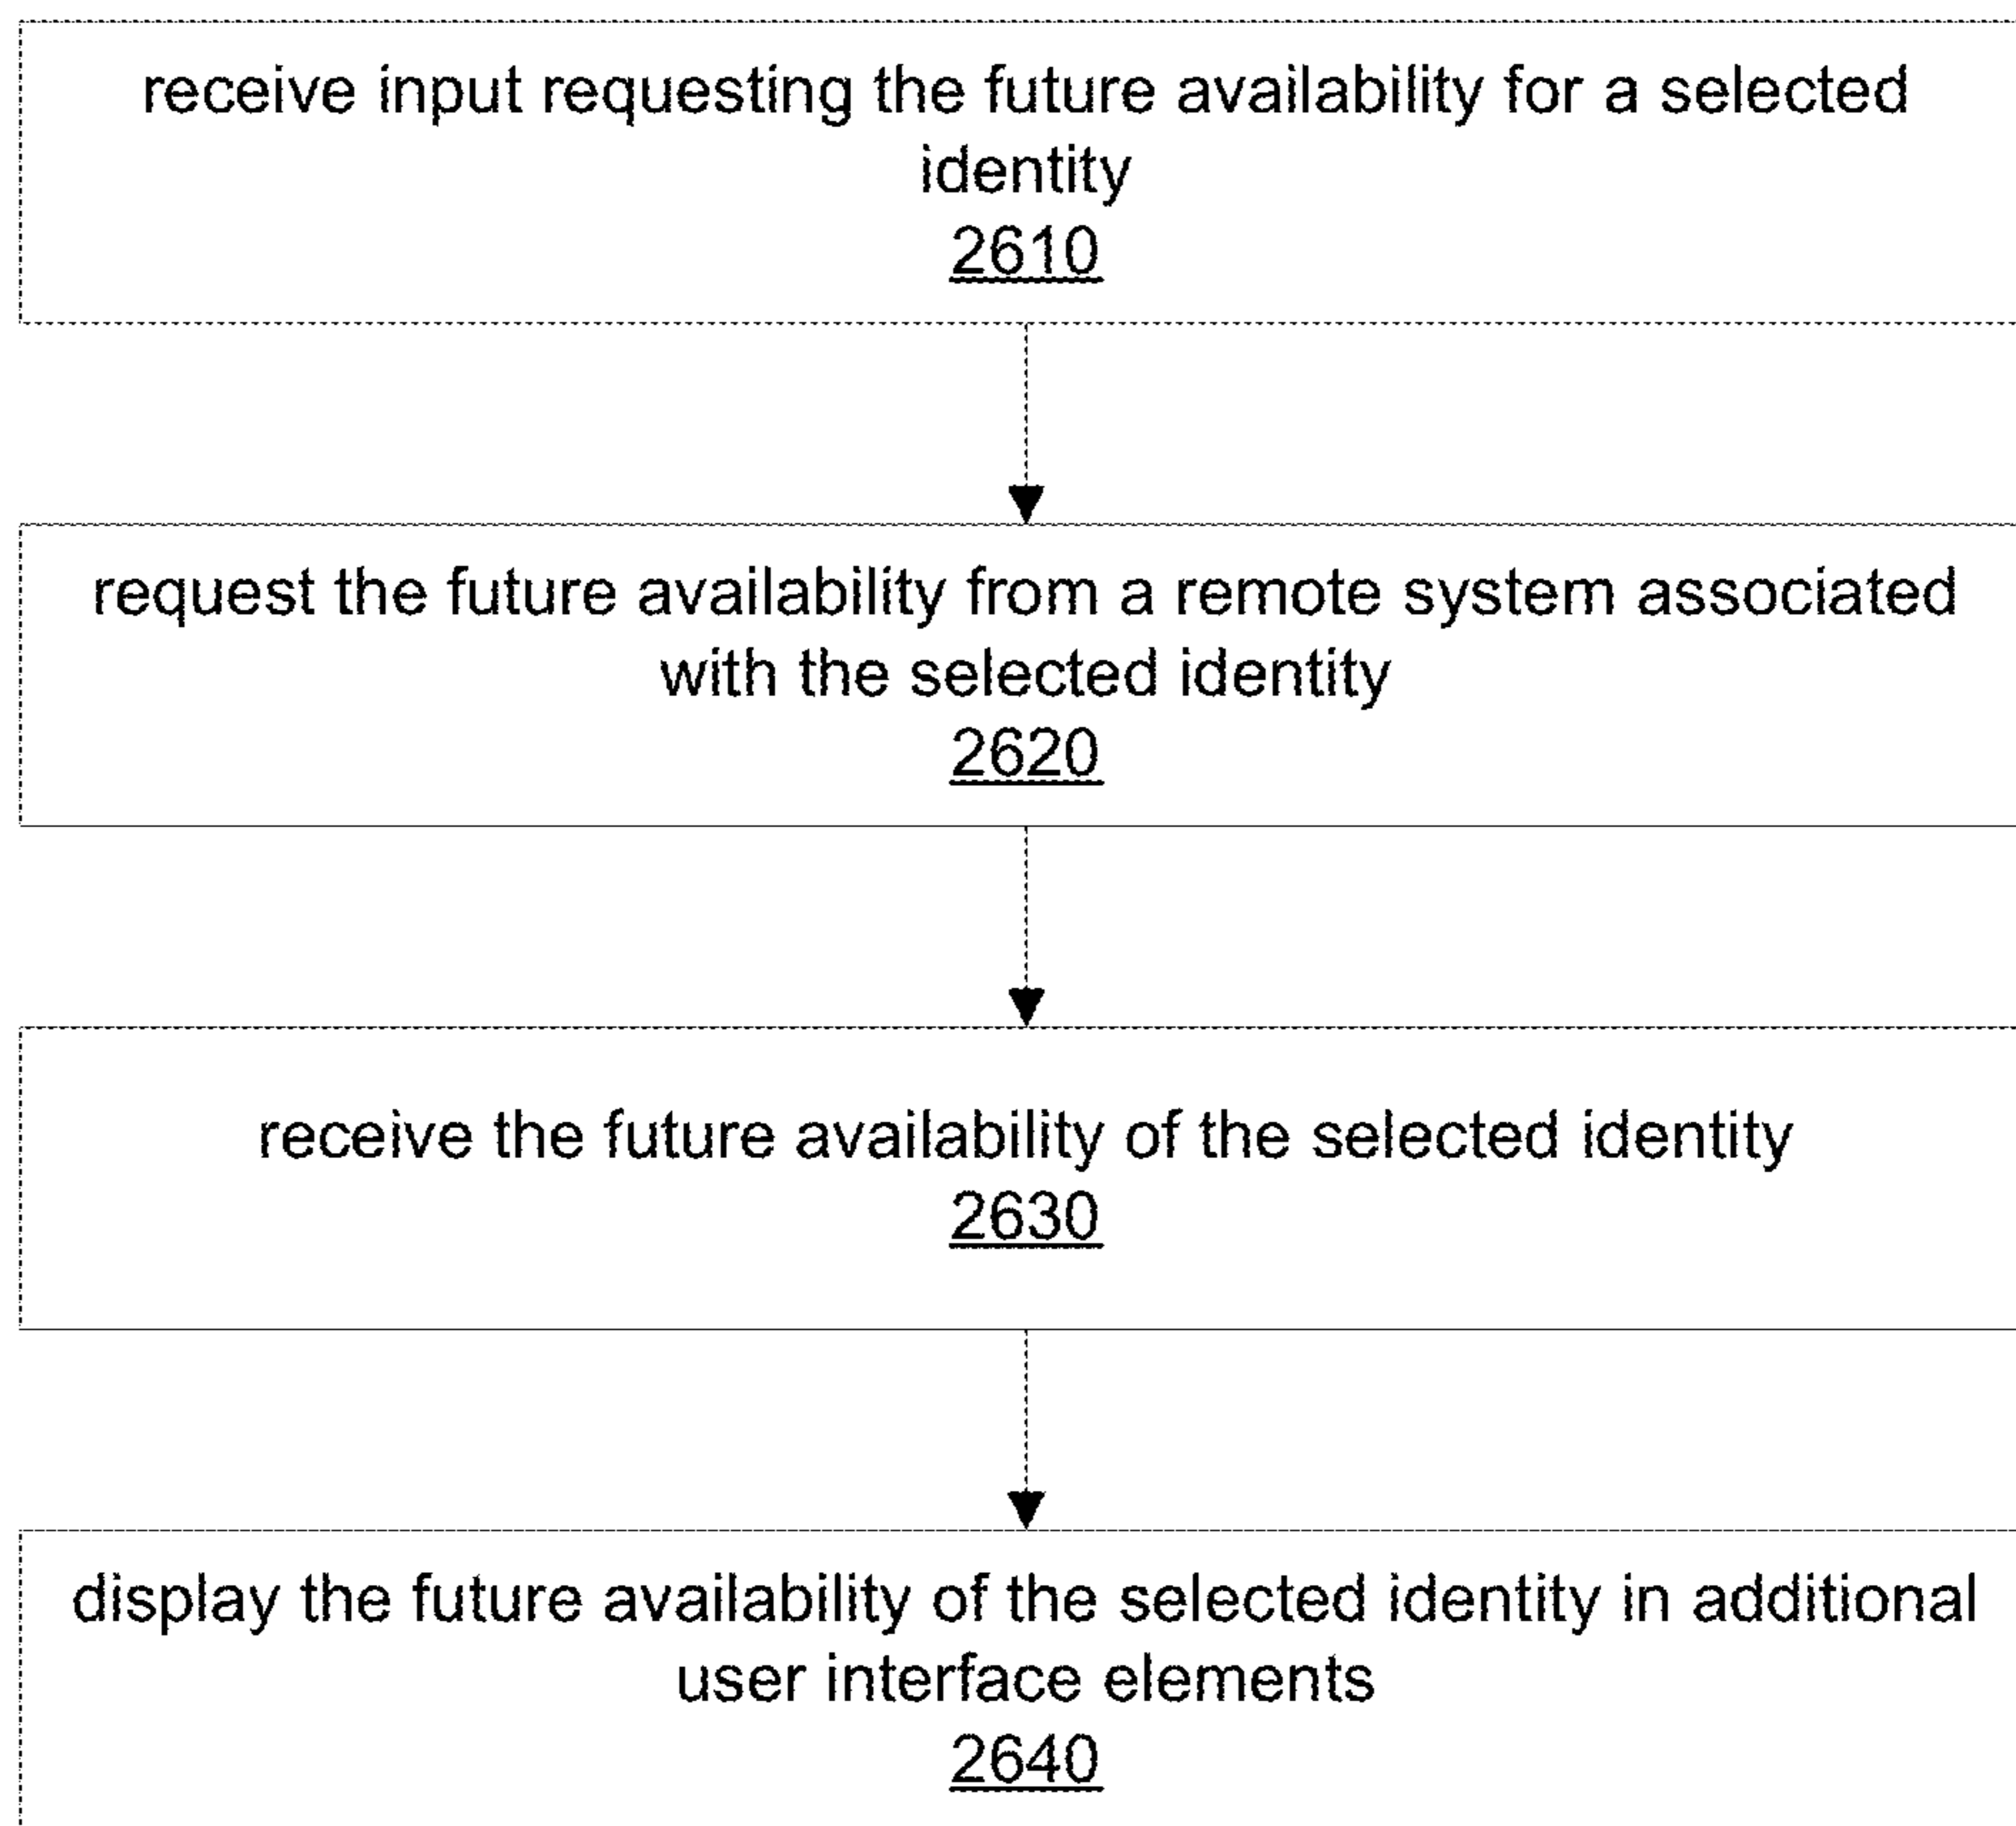 receive input requesting the future availability for a selected
identity
2610
request the future availability from a remote system associated
with the selected identity
2620
receive the future availability of the selected identity
2630
display the future availability of the selected identity in additional
user interface elements
2640